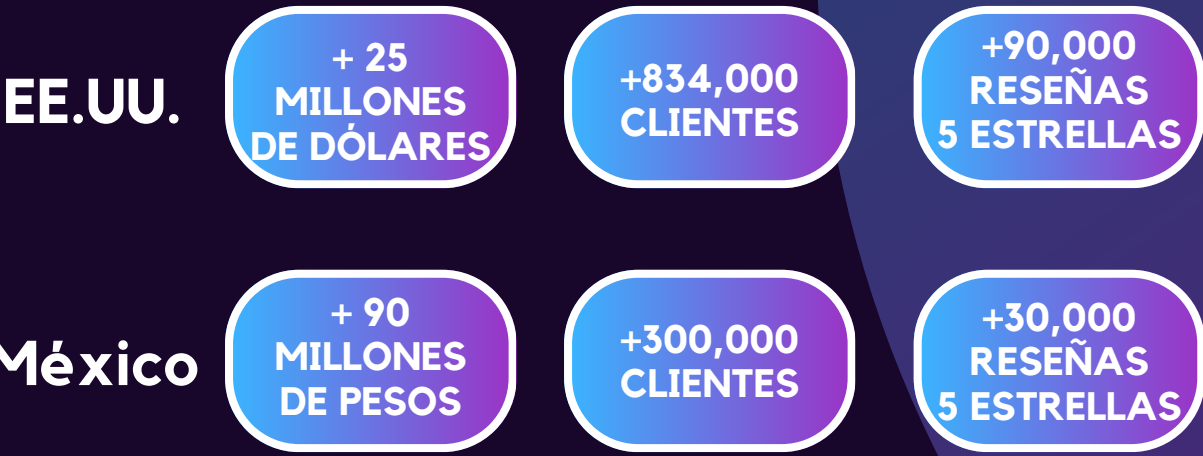 EE.UU.
+ 25
MILLONES
DE DÓLARES
+834,000
CLIENTES
+90,000
RESEÑAS
5 ESTRELLAS
México
+ 90
MILLONES
DE PESOS
+300,000
CLIENTES
+30,000
RESEÑAS
5 ESTRELLAS